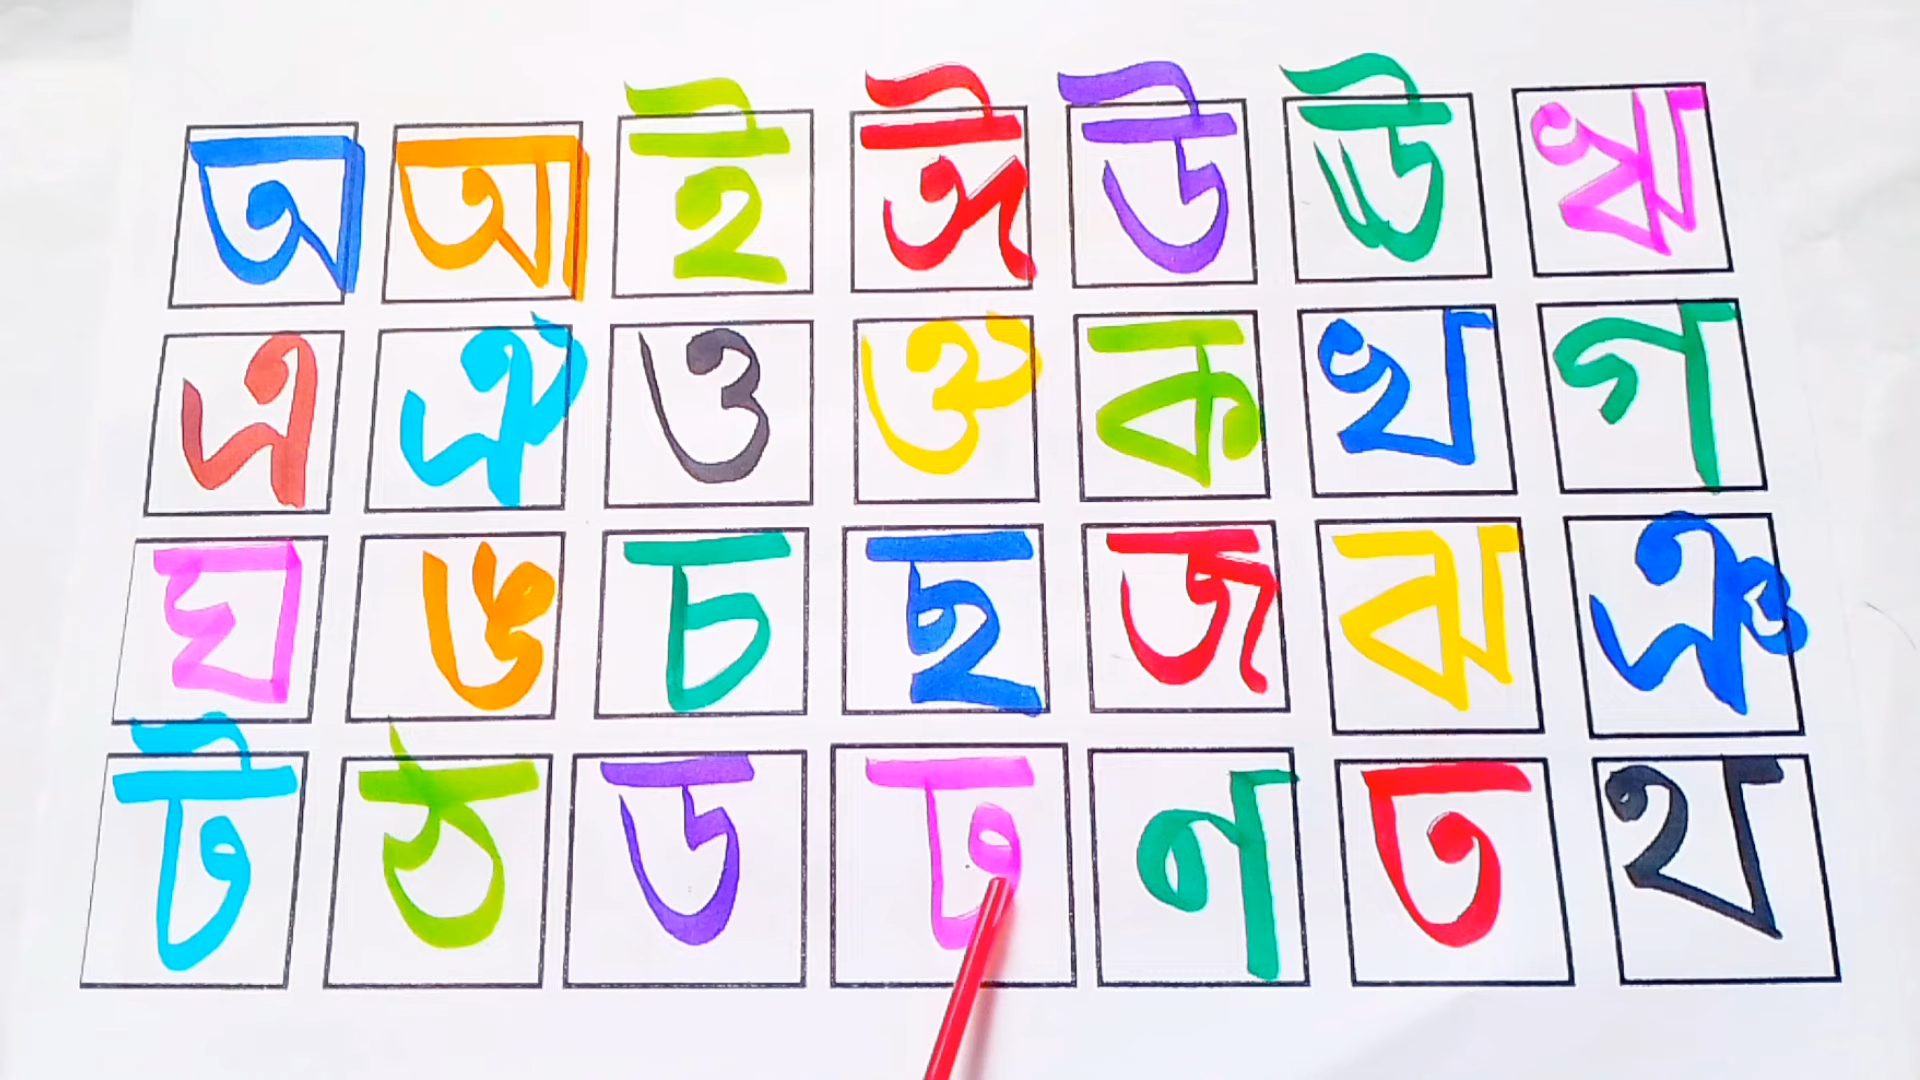 অ আ ই ঈ উ ঊ ঋ
এ ঐ ও ঔ ক খ গ
ঘ ঙ চ ছ জ ঝ ঞ
ট ঠ ড ঢ ণ ত থ